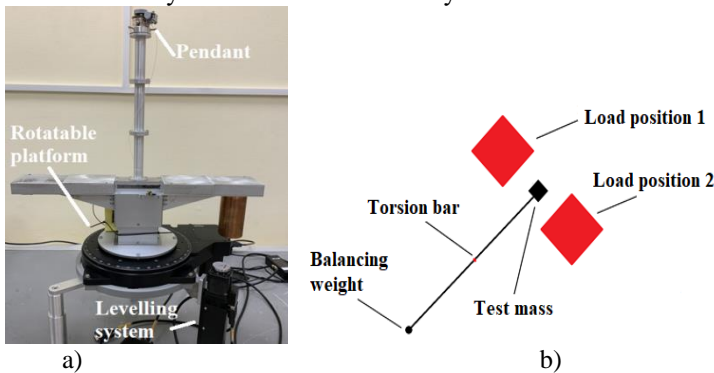 Pendant
Rotatable
platform
Levelling
system
a)
Load position 1
Load position 2
Torsion bar
Balancing
weight
Test mass
b)